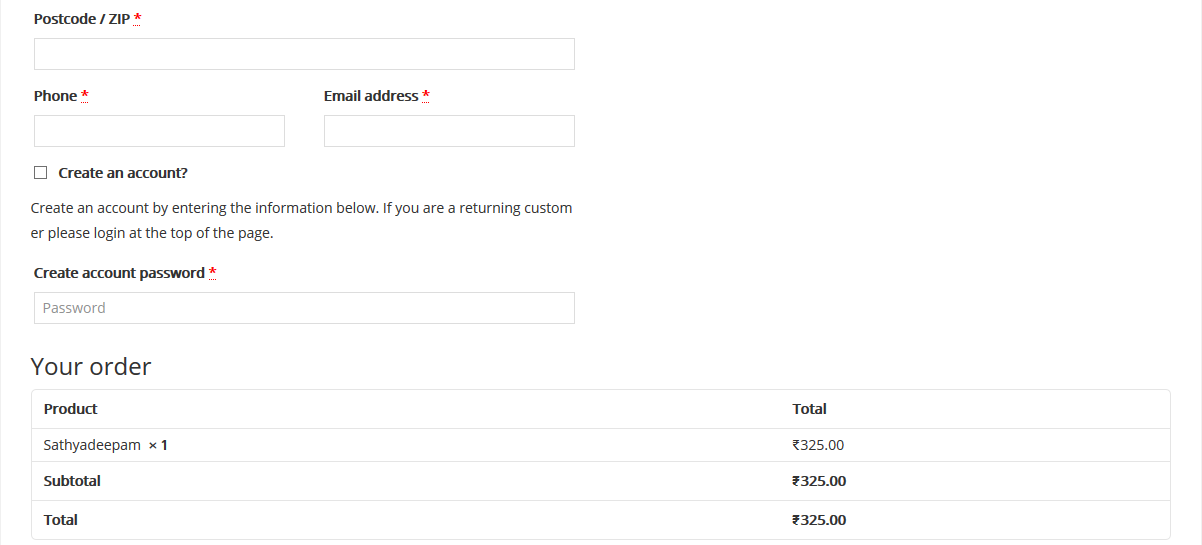 Postcode / ZIP *
Phone * Email address *
Create an account?
Create an account by entering the information below. If you are a returning custom
er please login at the top of the page.
Create account password *
Password
Your order
Product Total
Sathyadeepam × 1 ₹325.00
Subtotal ₹325.00
Total ₹325.00